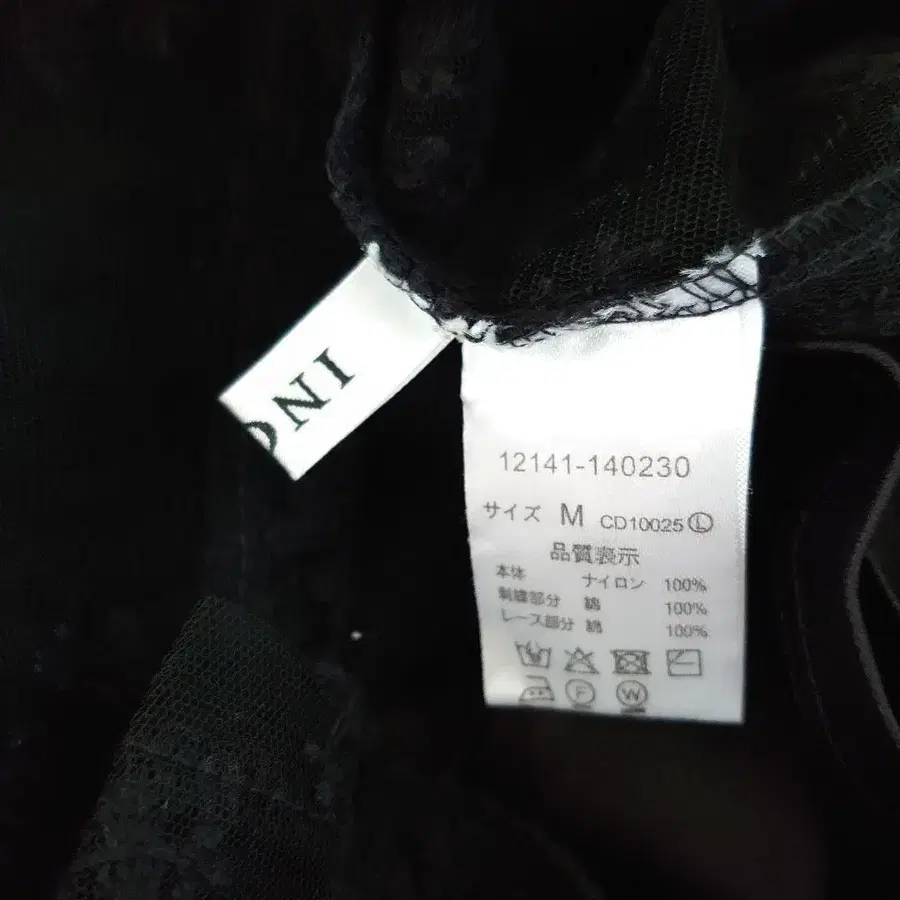 IN
12141-140230
サイズ M CD10025 Ⓛ
品質表示
本体 ナイロン 100%
刺繍部分 綿 100%
レース部分 綿 100%
F W